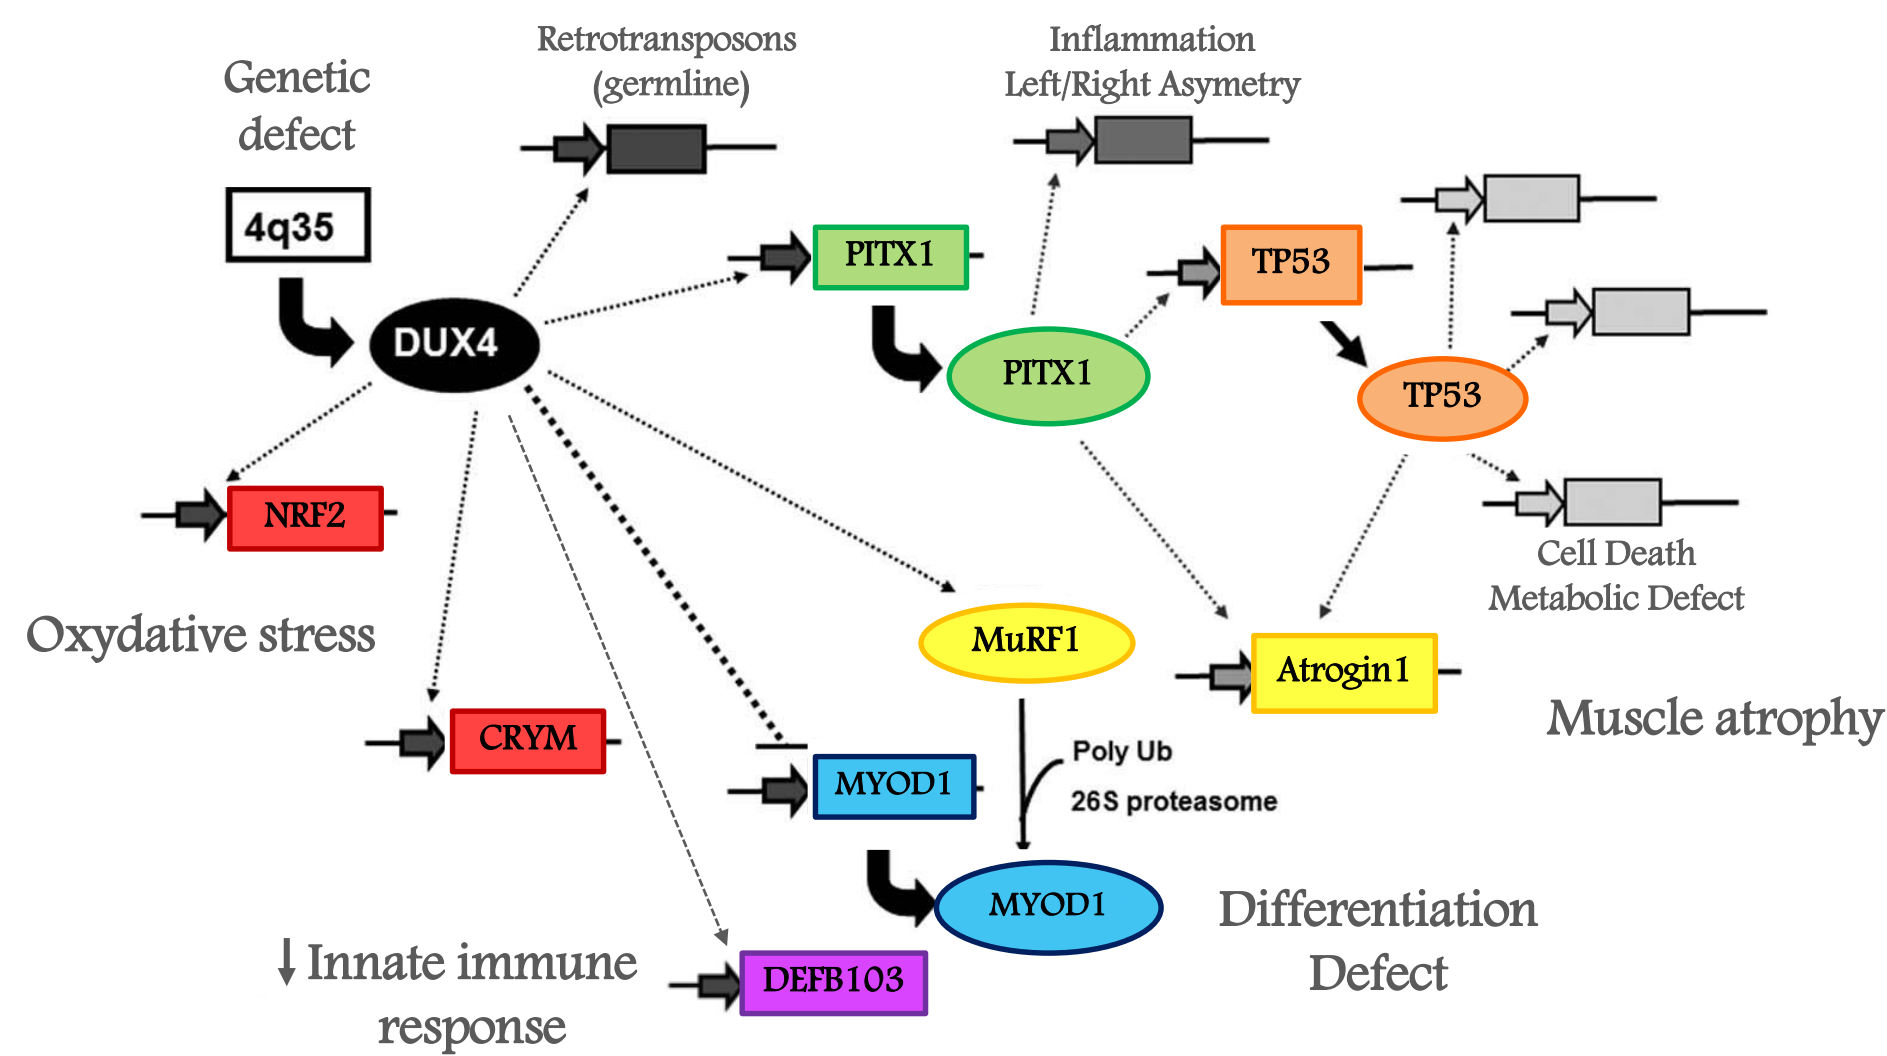 Genetic
defect
4q35
DUX4
Retrotransposons
(germline)
Inflammation
Left/Right Asymetry
PITX1
PITX1
TP53
TP53
Cell Death
Metabolic Defect
NRF2
Oxydative stress
CRYM
MuRF1
Atrogin1
Muscle atrophy
Poly Ub
26S proteasome
MYOD1
MYOD1
Differentiation
Defect
DEFB103
↓ Innate immune
response